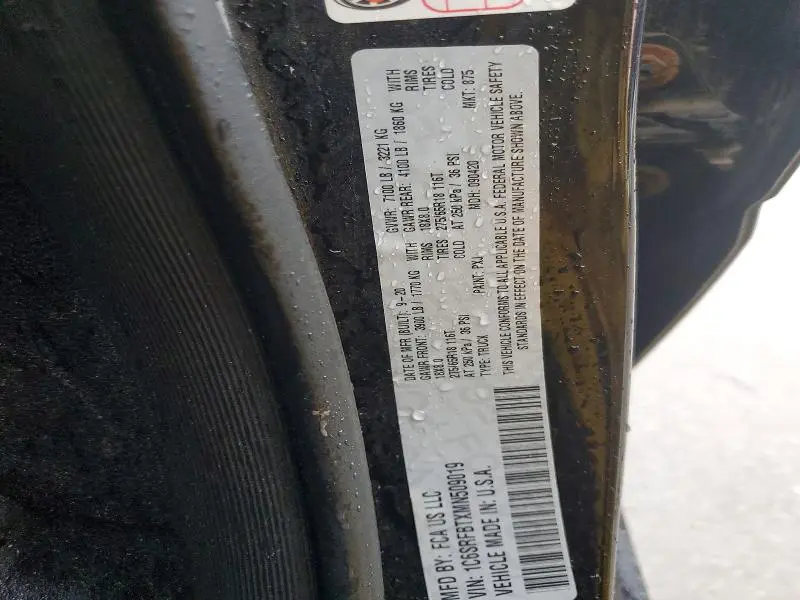 MFD BY: FCA US LLC
VIN: 1C6SRFBTXMN509019
VEHICLE MADE IN: U.S.A.
DATE OF MFR (BUILT): 9-20 GVWR: 7100 LB / 3221 KG
GAWR FRONT: 3900 LB / 1770 KG WITH GAWR REAR: 4100 LB / 1860 KG WITH
18X8.0 RIMS 18X8.0 RIMS
275/65R18 116T TIRES 275/65R18 116T TIRES
AT 250 kPa / 36 PSI COLD AT 250 kPa / 36 PSI COLD
TYPE: TRUCK PAINT: PXJ MDH: 090420 MKT: 875
THIS VEHICLE CONFORMS TO ALL APPLICABLE U.S.A. FEDERAL MOTOR VEHICLE SAFETY
STANDARDS IN EFFECT ON THE DATE OF MANUFACTURE SHOWN ABOVE.